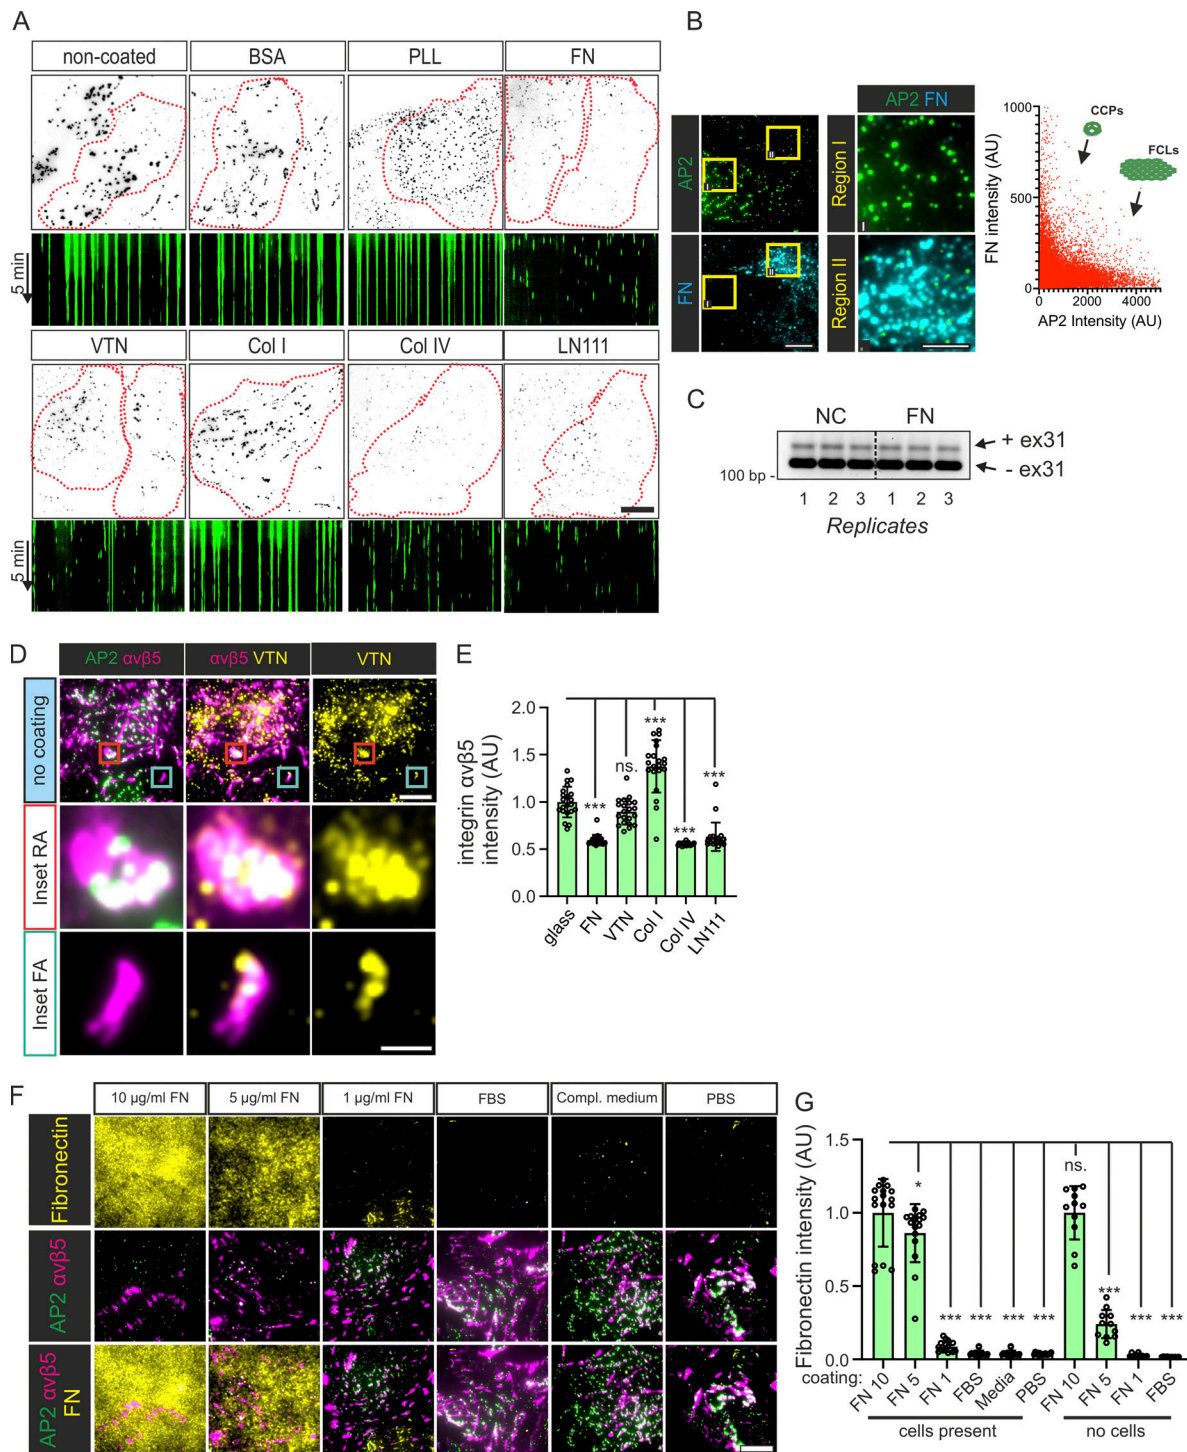 A
non-coated
BSA
PLL
FN
5 min
VTN
Col I
Col IV
LN111
5 min
B
AP2
FN
I
II
I
II
AP2 FN
Region I
Region II
I
FN intensity (AU)
1000
500
0
0
2000
4000
AP2 Intensity (AU)
CCPs
FCLs
C
NC
FN
+ ex31
- ex31
100 bp -
1 2 3 1 2 3
Replicates
D
AP2 αvβ5
αvβ5 VTN
VTN
no coating
Inset RA
Inset FA
E
integrin αvβ5
intensity (AU)
2.0
1.5
1.0
0.5
0.0
***
ns.
***
***
***
glass
FN
VTN
Col I
Col IV
LN111
F
10 µg/ml FN
5 µg/ml FN
1 µg/ml FN
FBS
Compl. medium
PBS
Fibronectin
AP2 αvβ5
AP2 αvβ5
FN
G
Fibronectin intensity (AU)
1.5
1.0
0.5
0.0
*
***
***
***
***
ns.
***
***
***
coating:
FN 10
FN 5
FN 1
FBS
Media
PBS
FN 10
FN 5
FN 1
FBS
cells present
no cells